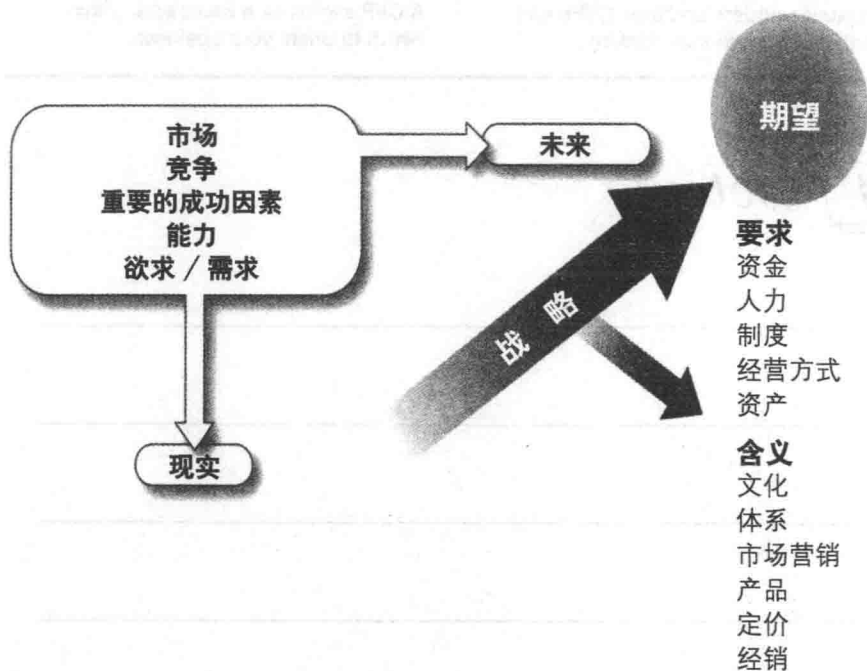 市场
竞争
重要的成功因素
能力
欲求 / 需求
未来
期望
战略
现实
要求
资金
人力
制度
经营方式
资产
含义
文化
体系
市场营销
产品
定价
经销